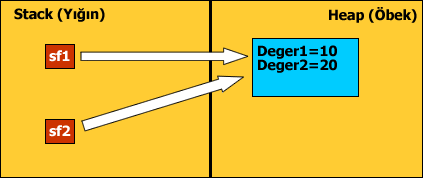 Stack (Yığın)
Heap (Öbek)
sf1
Deger1=10
Deger2=20
sf2